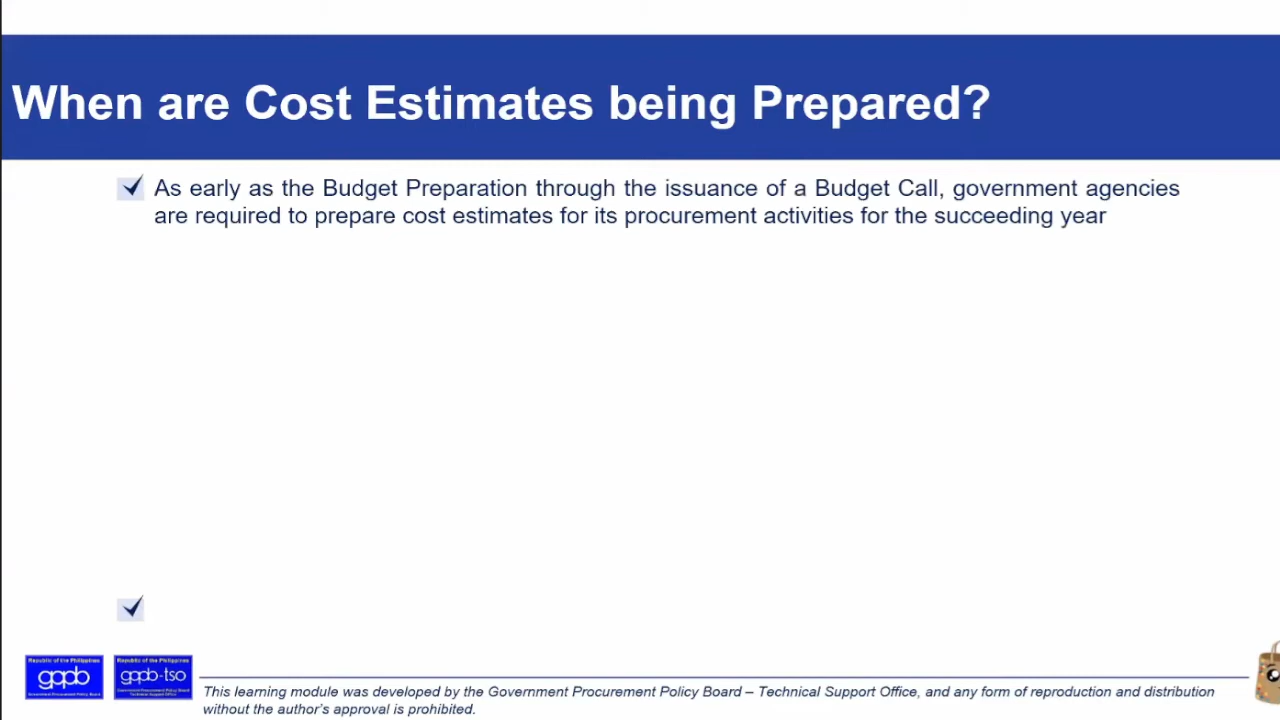 When are Cost Estimates being Prepared?
As early as the Budget Preparation through the issuance of a Budget Call, government agencies
are required to prepare cost estimates for its procurement activities for the succeeding year
Republic of the Philippines
gppb
Government Procurement Policy Board
Republic of the Philippines
gppb-tso
Government Procurement Policy Board
Technical Support Office
This learning module was developed by the Government Procurement Policy Board – Technical Support Office, and any form of reproduction and distribution
without the author's approval is prohibited.